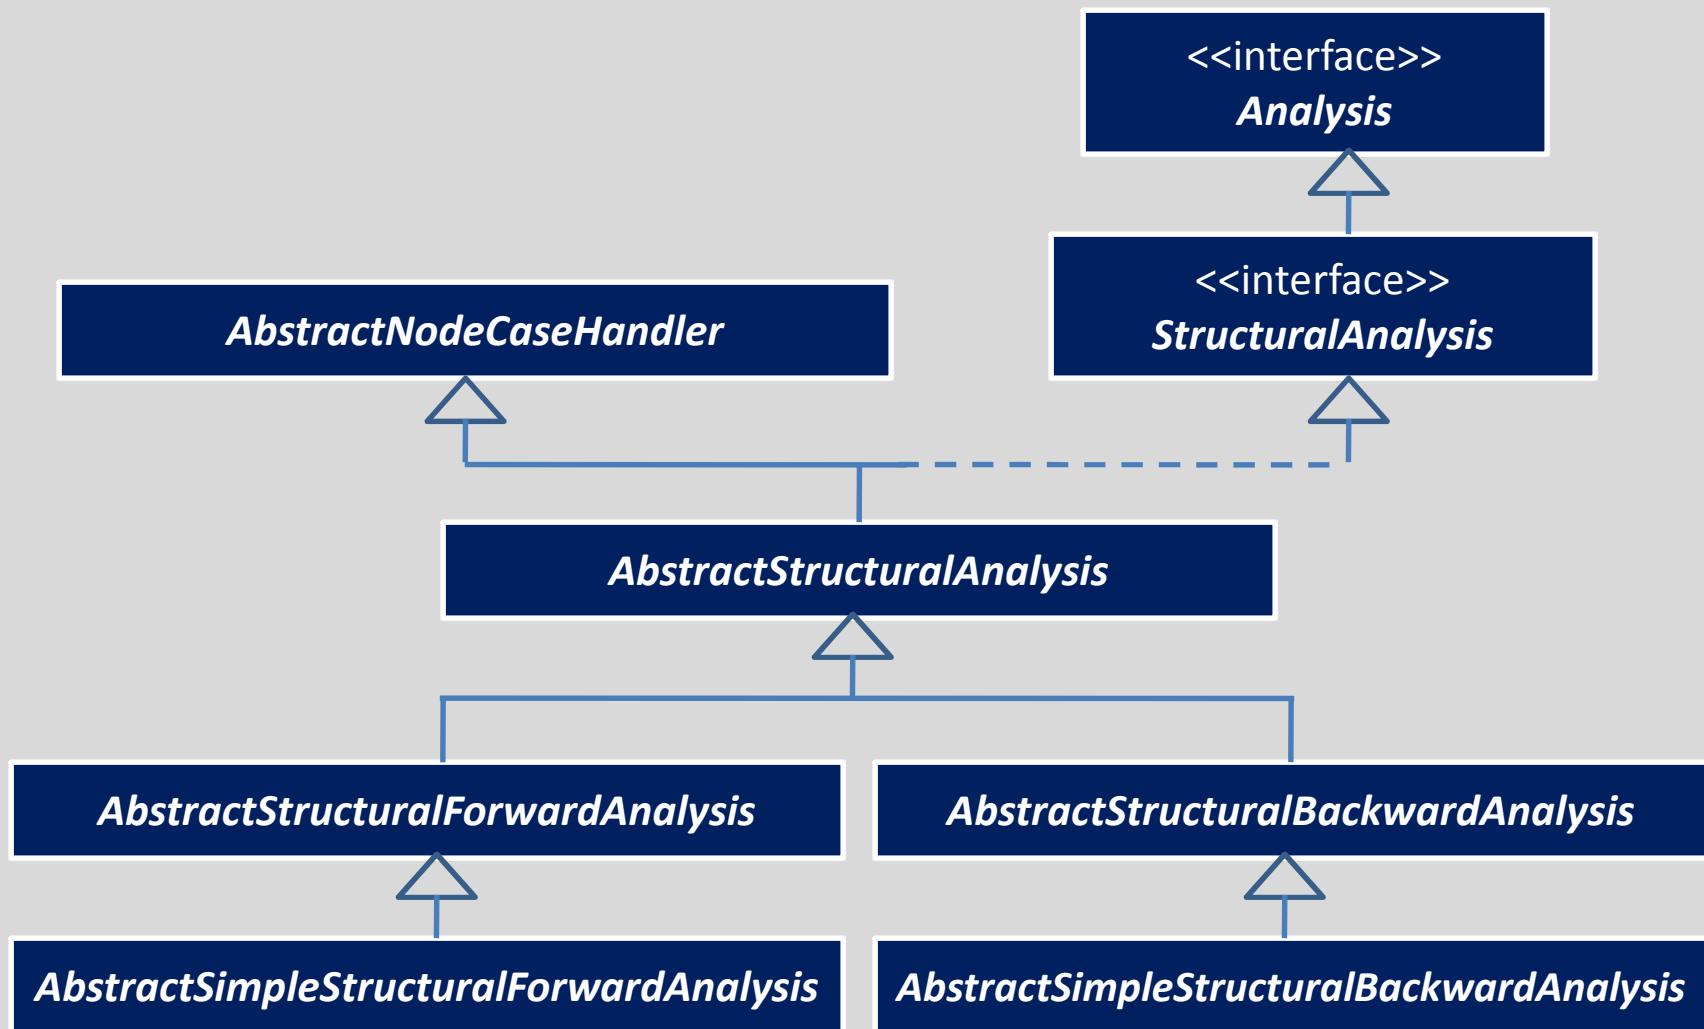 <<interface>>
Analysis
<<interface>>
StructuralAnalysis
AbstractNodeCaseHandler
AbstractStructuralAnalysis
AbstractStructuralForwardAnalysis
AbstractStructuralBackwardAnalysis
AbstractSimpleStructuralForwardAnalysis
AbstractSimpleStructuralBackwardAnalysis